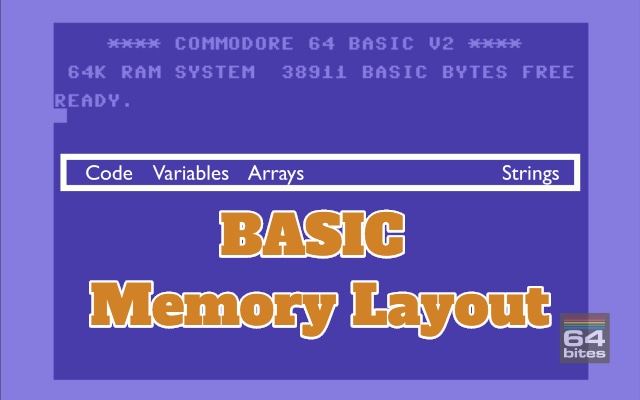 **** COMMODORE 64 BASIC V2 ****
64K RAM SYSTEM  38911 BASIC BYTES FREE
READY.
Code Variables Arrays Strings
BASIC
Memory Layout
64
bites